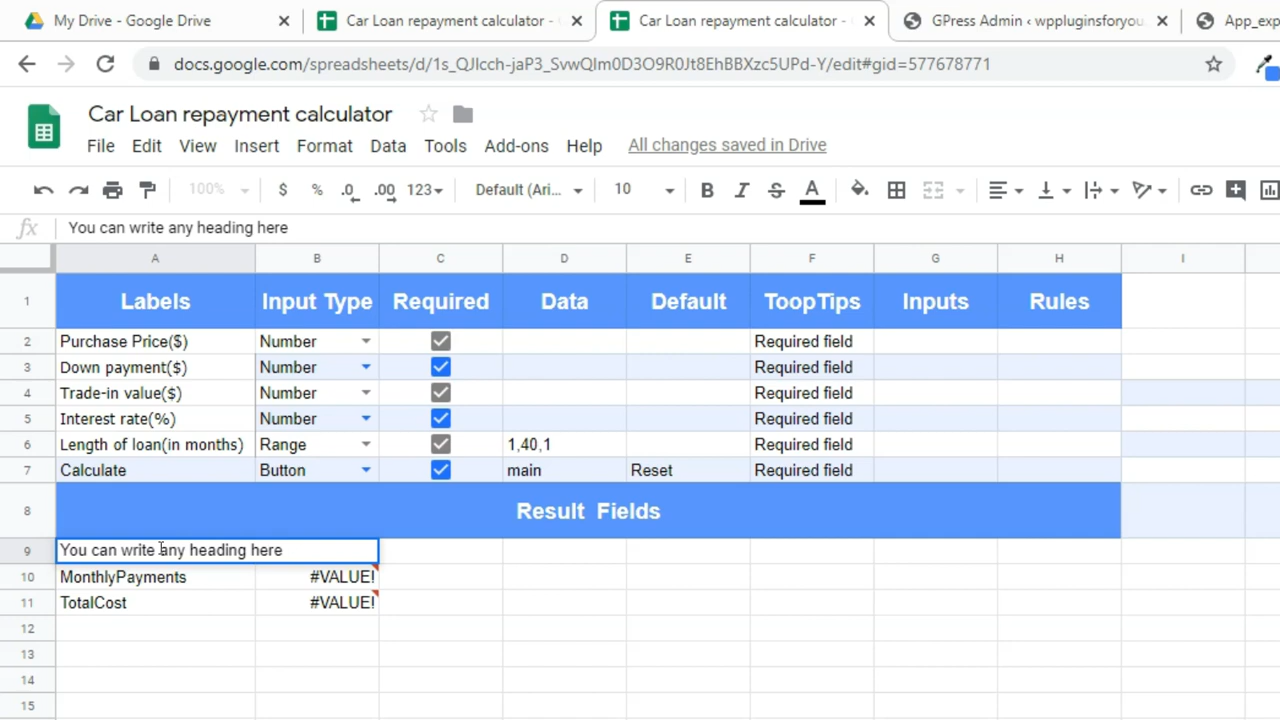 My Drive - Google Drive
Car Loan repayment calculator -
Car Loan repayment calculator -
GPress Admin ‹ wppluginsforyou
App_exp
docs.google.com/spreadsheets/d/1s_QJlcch-jaP3_SvwQlm0D3O9R0Jt8EhBBXzc5UPd-Y/edit#gid=577678771
Car Loan repayment calculator
File Edit View Insert Format Data Tools Add-ons Help All changes saved in Drive
100% $ % .0 .00 123 Default (Ari... 10 B I S A
fx You can write any heading here
A B C D E F G H I
1 Labels Input Type Required Data Default ToopTips Inputs Rules
2 Purchase Price($) Number Required field
3 Down payment($) Number Required field
4 Trade-in value($) Number Required field
5 Interest rate(%) Number Required field
6 Length of loan(in months) Range 1,40,1 Required field
7 Calculate Button main Reset Required field
8 Result Fields
9 You can write any heading here
10 MonthlyPayments #VALUE!
11 TotalCost #VALUE!
12
13
14
15